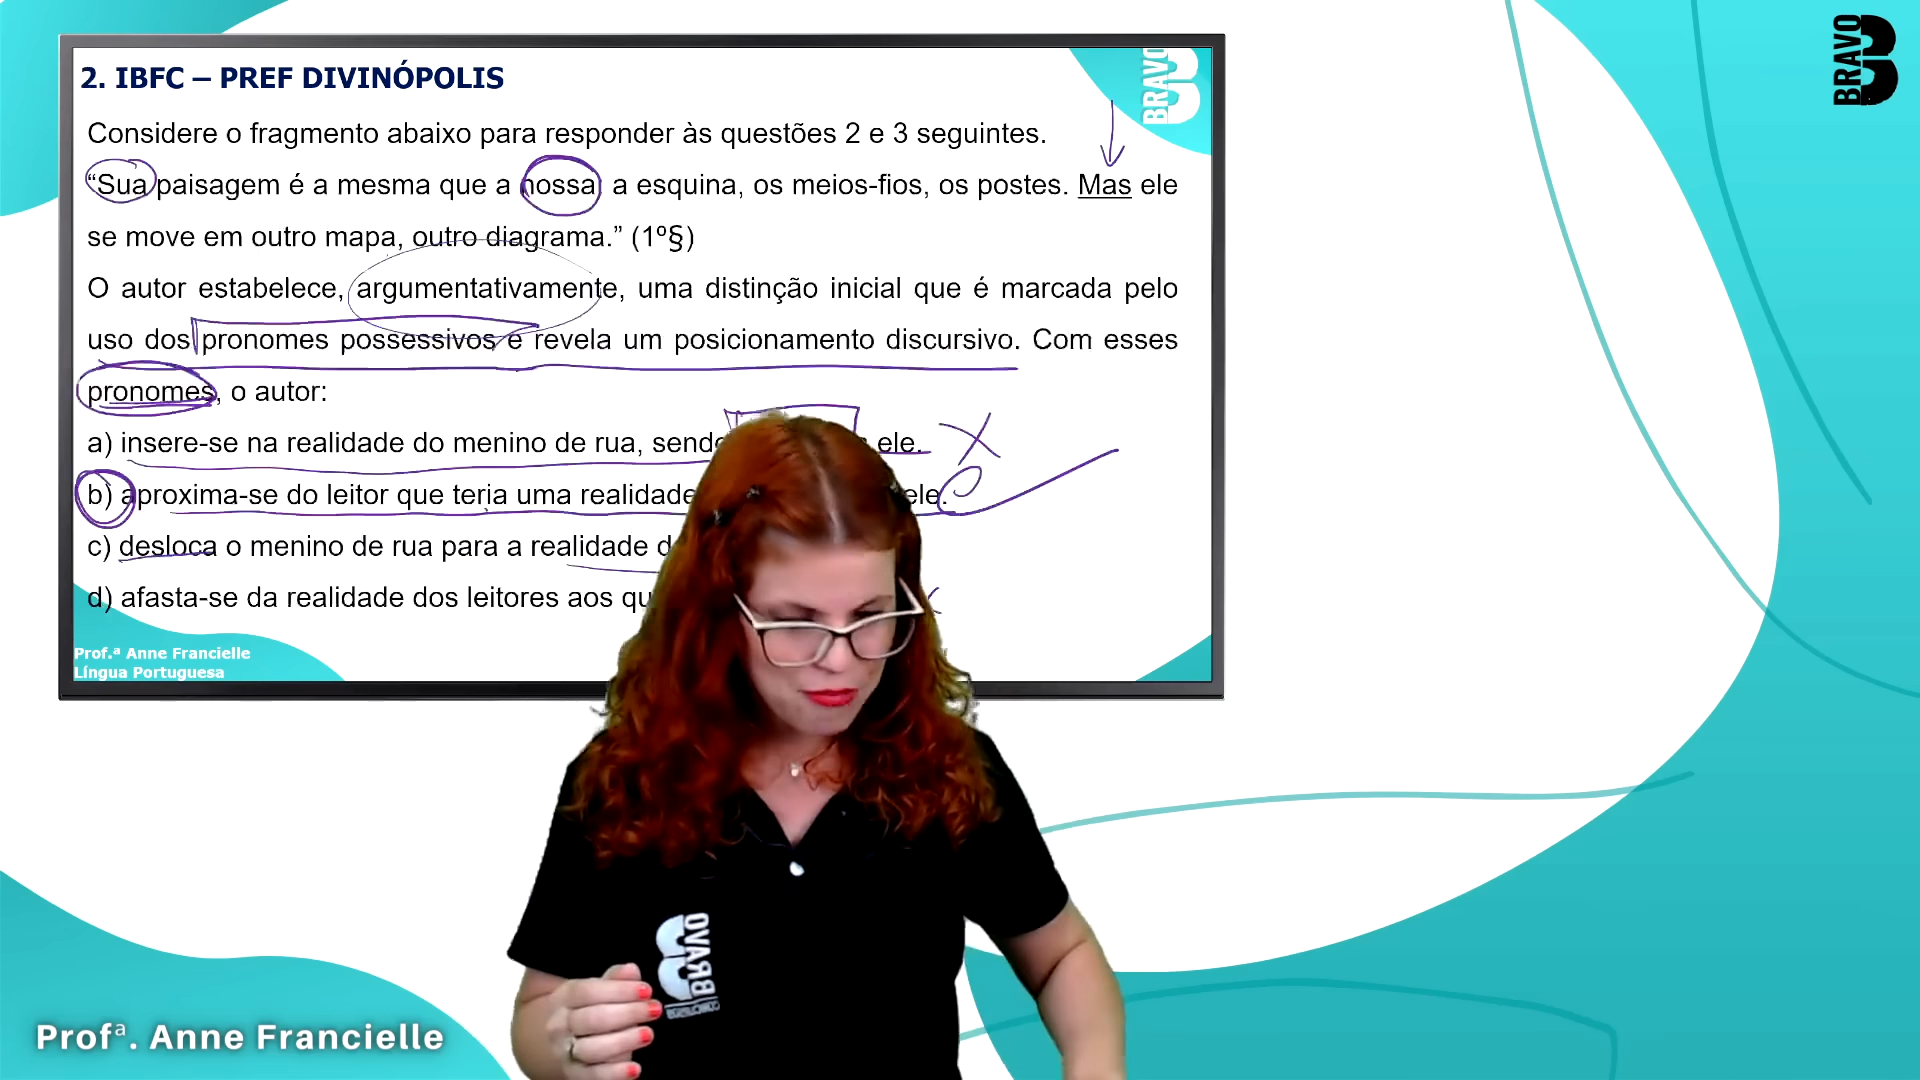 2. IBFC – PREF DIVINÓPOLIS
BRAVO
BRAVO
Considere o fragmento abaixo para responder às questões 2 e 3 seguintes.
“Sua paisagem é a mesma que a nossa: a esquina, os meios-fios, os postes. Mas ele
se move em outro mapa, outro diagrama.” (1º§)
O autor estabelece, argumentativamente, uma distinção inicial que é marcada pelo
uso dos pronomes possessivos e revela um posicionamento discursivo. Com esses
pronomes, o autor:
a) insere-se na realidade do menino de rua, sendo ele.
b) aproxima-se do leitor que teria uma realidade ele.
c) desloca o menino de rua para a realidade
d) afasta-se da realidade dos leitores aos
Prof.ª Anne Francielle
Língua Portuguesa
BRAVO
Profª. Anne Francielle